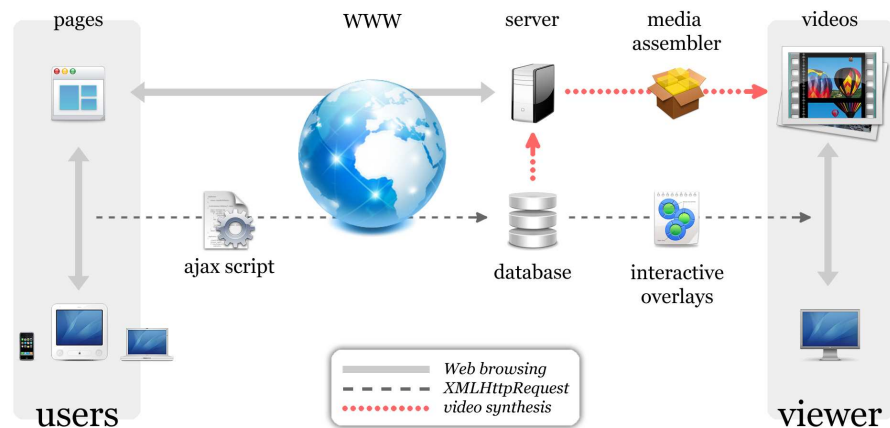 pages
WWW
server
media
assembler
videos
ajax script
database
interactive
overlays
Web browsing
XMLHttpRequest
video synthesis
users
viewer